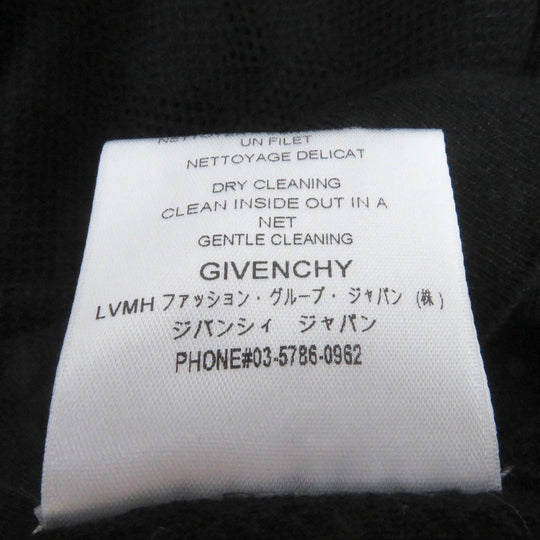 UN FILET
NETTOYAGE DELICAT
DRY CLEANING
CLEAN INSIDE OUT IN A
NET
GENTLE CLEANING
GIVENCHY
LVMH ファッション・グループ・ジャパン (株)
ジバンシィ ジャパン
PHONE#03-5786-0962